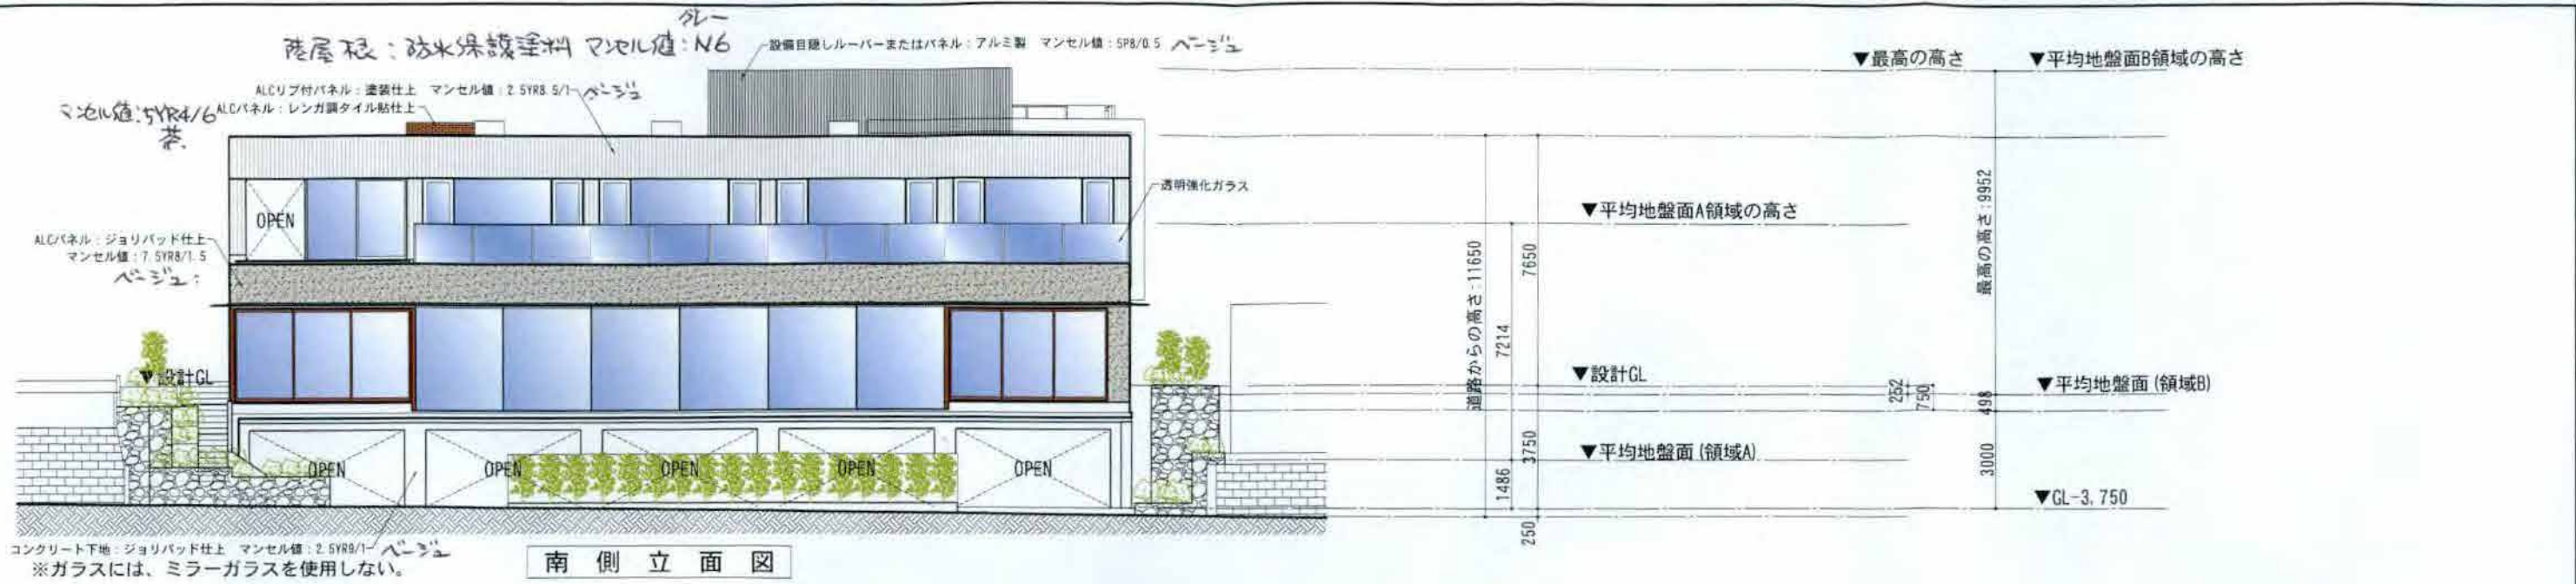 グレー
陸屋根：防水保護塗料 マンセル値：N6
設備目隠しルーバーまたはパネル：アルミ製　マンセル値：5P8/0.5 ベージュ
ALCリブ付パネル：塗装仕上　マンセル値：2.5YR8.5/1 ベージュ
マンセル値：5YR4/6 ALCパネル：レンガ調タイル貼仕上
茶.
▼最高の高さ
▼平均地盤面B領域の高さ
OPEN
透明強化ガラス
▼平均地盤面A領域の高さ
ALCパネル：ジョリパッド仕上
マンセル値：7.5YR8/1.5
ベージュ：
道路からの高さ：11650
7650
7214
最高の高さ：9952
▼設計GL
▼設計GL
252
750
498
▼平均地盤面(領域B)
OPEN
OPEN
OPEN
OPEN
OPEN
3750
1486
▼平均地盤面(領域A)
3000
▼GL-3,750
250
コンクリート下地：ジョリパッド仕上　マンセル値：2.5YR9/1 ベージュ
※ガラスには、ミラーガラスを使用しない。
南側立面図